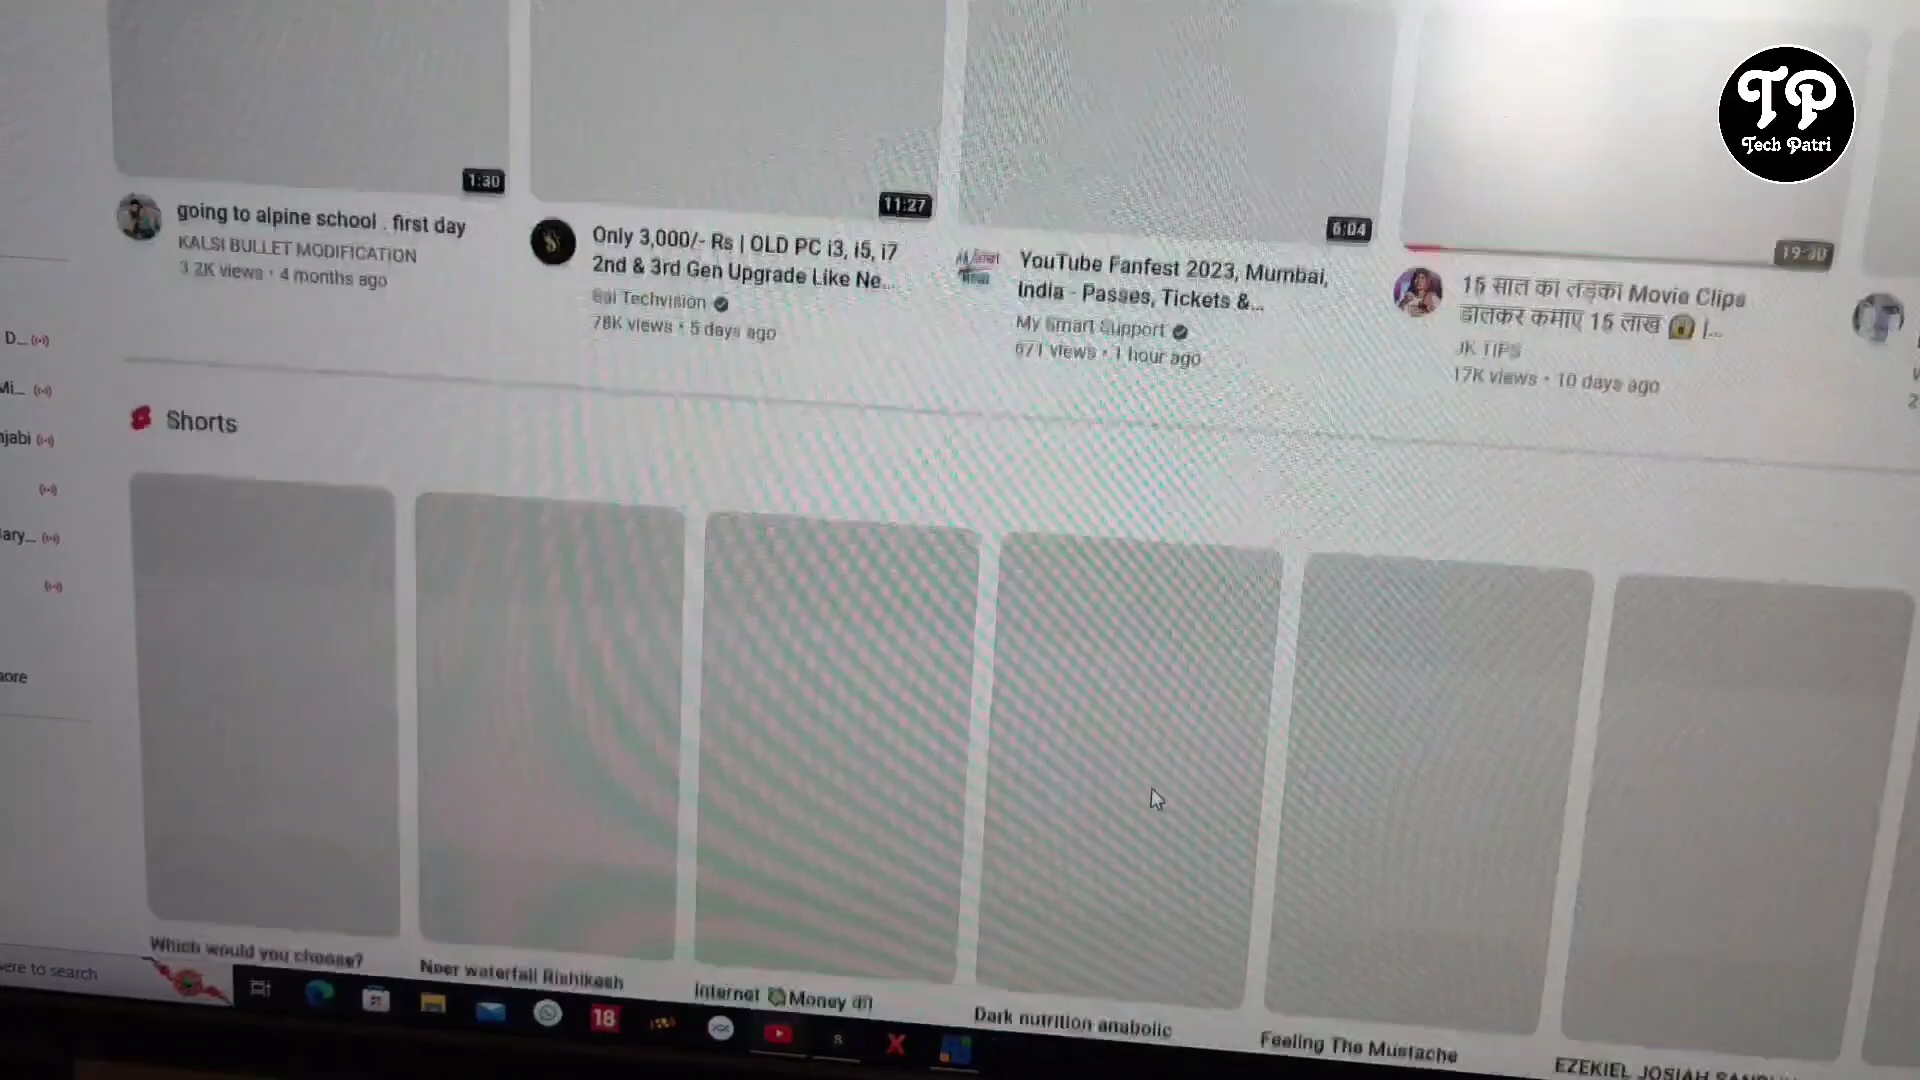 TP
Tech Patri
1:30
11:27
6:04
19:30
going to alpine school . first day
KALSI BULLET MODIFICATION
3.2K views • 4 months ago
Only 3,000/- Rs | OLD PC i3, i5, i7
2nd & 3rd Gen Upgrade Like Ne...
Techvision
78K views • 5 days ago
YouTube Fanfest 2023, Mumbai,
India - Passes, Tickets &...
My Smart Support
671 views • 1 hour ago
15 साल का लड़का Movie Clips
डालकर कमाए 15 लाख 😱 |...
JK TIPS
17K views • 10 days ago
D...
Mi...
Shorts
njabi
ary...
ore
Which would you choose?
Neer waterfall Rishikesh
Internet Money
Dark nutrition anabolic
Feeling The Mustache
EZEKIEL JOSIAH
ere to search
18
S
X